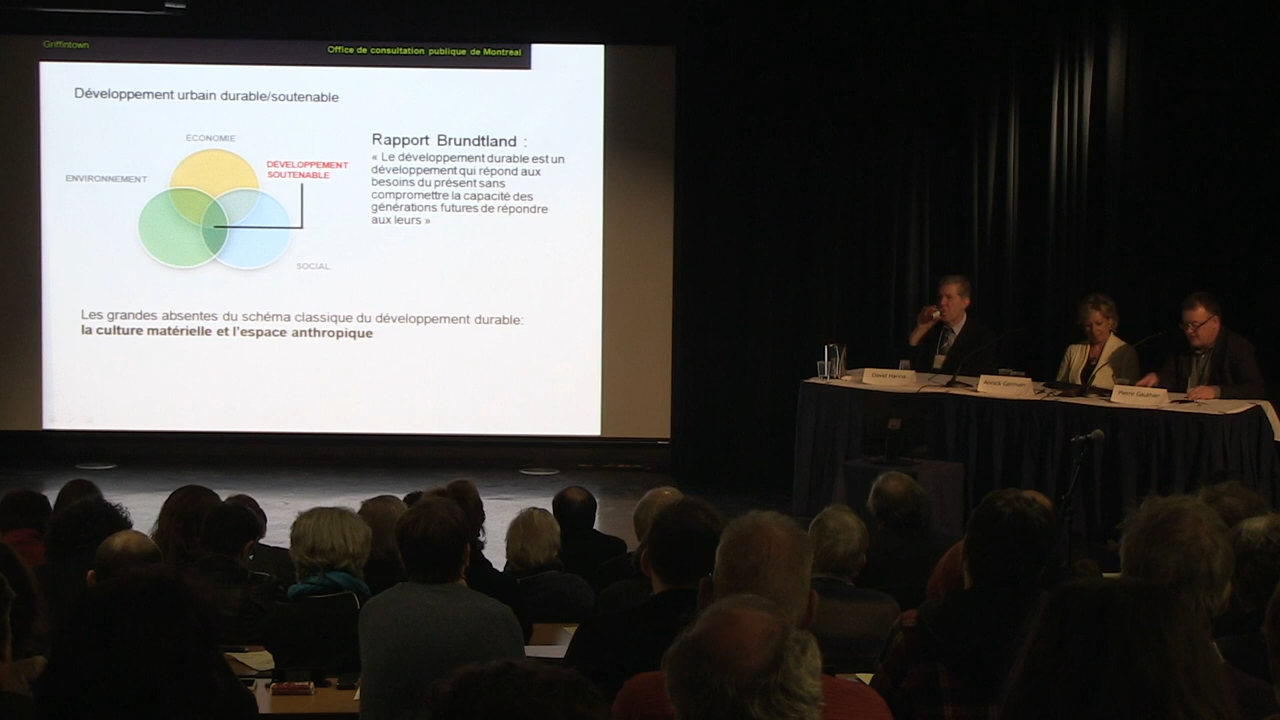 Griffintown
Office de consultation publique de Montréal
Développement urbain durable/soutenable
ÉCONOMIE
ENVIRONNEMENT
DÉVELOPPEMENT
SOUTENABLE
SOCIAL
Rapport Brundtland :
« Le développement durable est un
développement qui répond aux
besoins du présent sans
compromettre la capacité des
générations futures de répondre
aux leurs »
Les grandes absentes du schéma classique du développement durable:
la culture matérielle et l'espace anthropique
David Hanna
Annick Germain
Pierre Gauthier